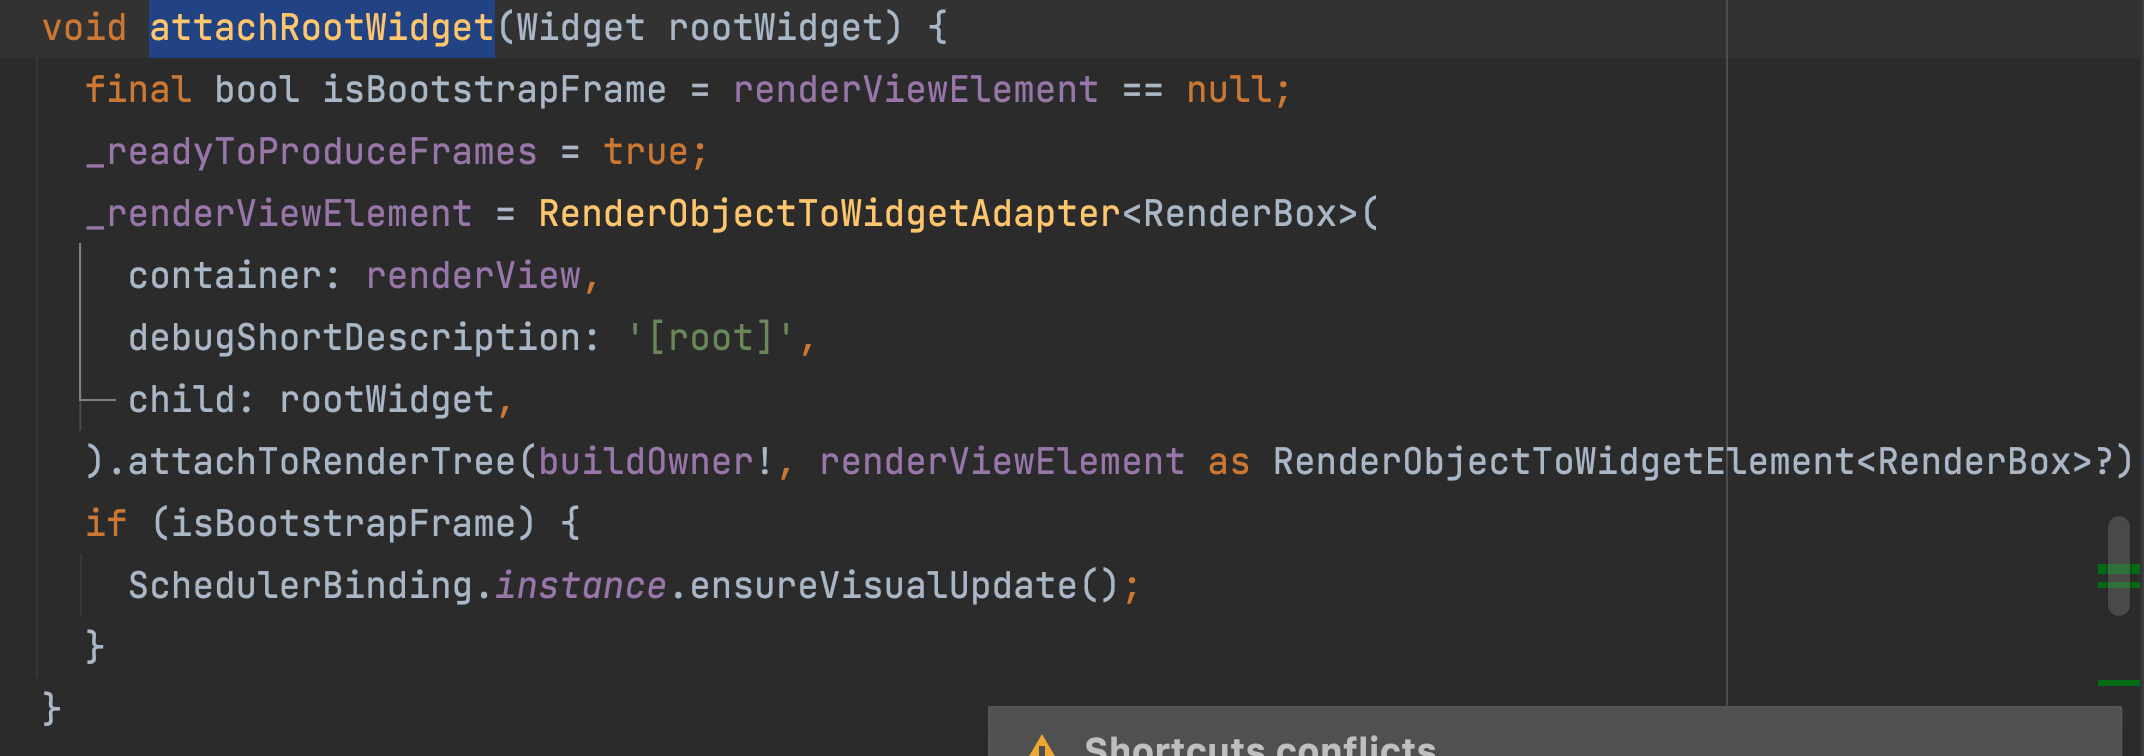 void attachRootWidget(Widget rootWidget) {
final bool isBootstrapFrame = renderViewElement == null;
_readyToProduceFrames = true;
_renderViewElement = RenderObjectToWidgetAdapter<RenderBox>(
container: renderView,
debugShortDescription: '[root]',
child: rootWidget,
).attachToRenderTree(buildOwner!, renderViewElement as RenderObjectToWidgetElement<RenderBox>?)
if (isBootstrapFrame) {
SchedulerBinding.instance.ensureVisualUpdate();
}
}
Shortcuts conflicts